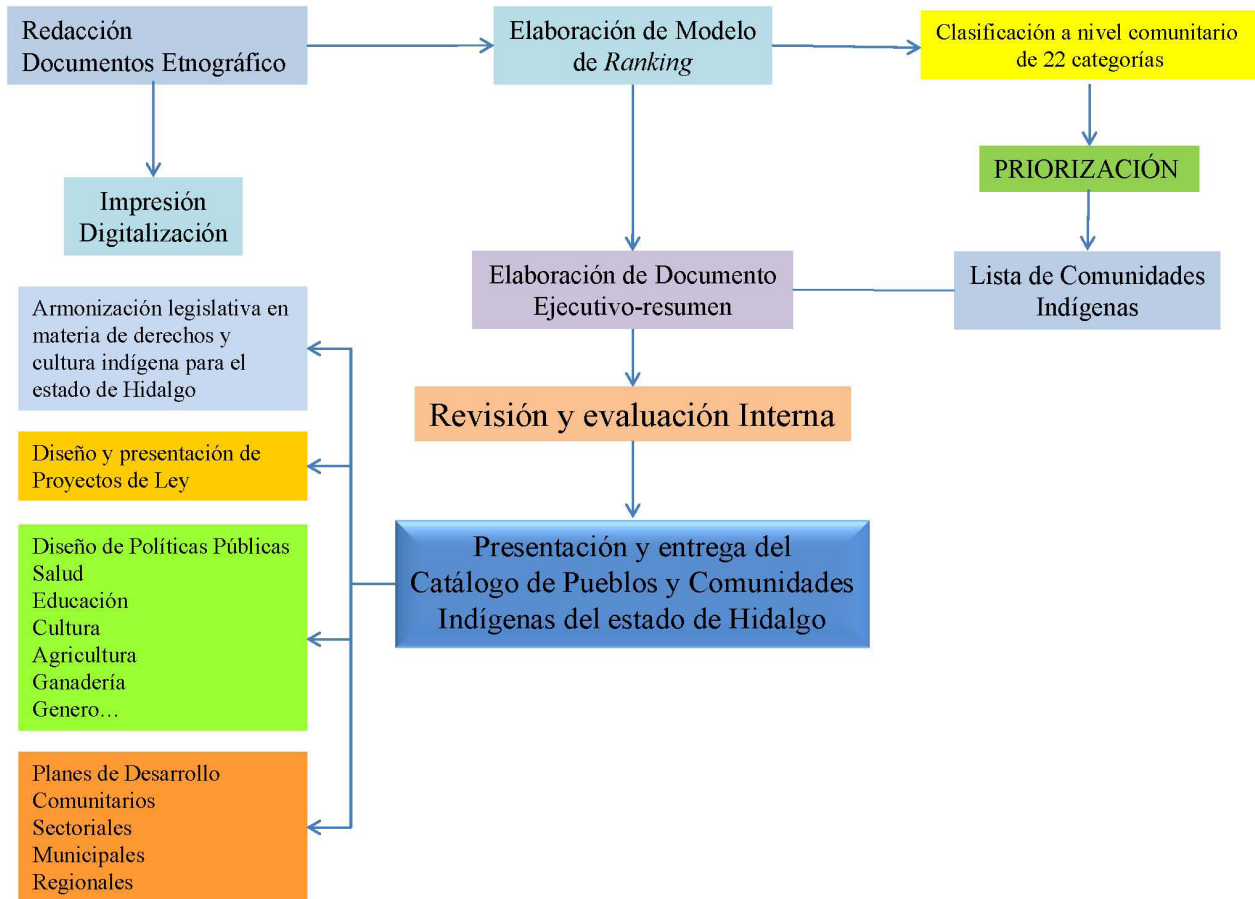 Redacción
Documentos Etnográfico
Elaboración de Modelo
de Ranking
Clasificación a nivel comunitario
de 22 categorías
PRIORIZACIÓN
Impresión
Digitalización
Elaboración de Documento
Ejecutivo-resumen
Lista de Comunidades
Indígenas
Armonización legislativa en
materia de derechos y
cultura indígena para el
estado de Hidalgo
Revisión y evaluación Interna
Diseño y presentación de
Proyectos de Ley
Presentación y entrega del
Catálogo de Pueblos y Comunidades
Indígenas del estado de Hidalgo
Diseño de Políticas Públicas
Salud
Educación
Cultura
Agricultura
Ganadería
Genero…
Planes de Desarrollo
Comunitarios
Sectoriales
Municipales
Regionales